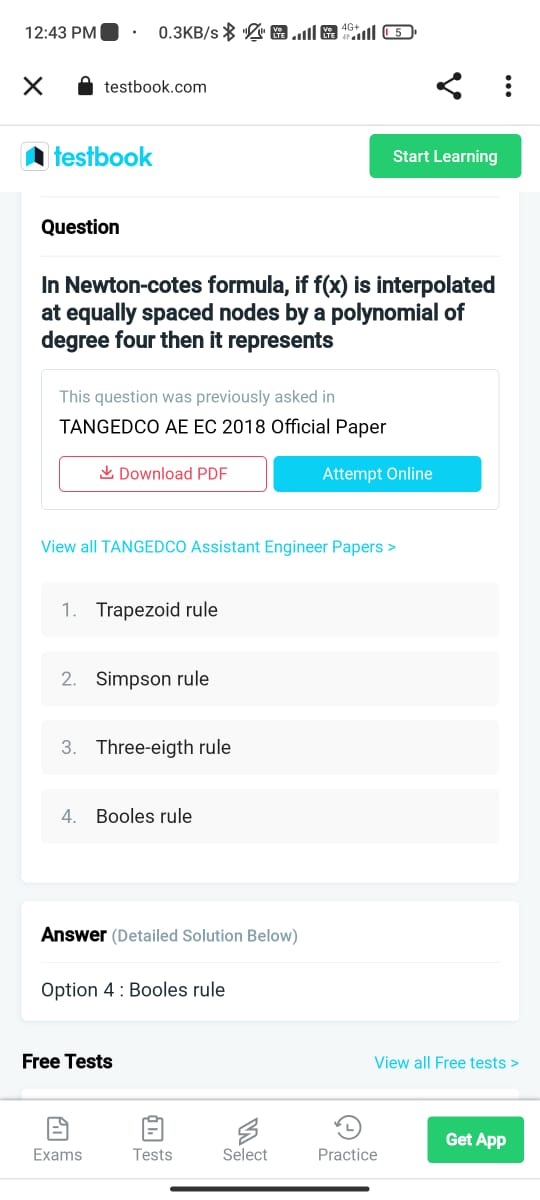 12:43 PM
0.3KB/s
Vo LTE
Vo LTE
4G+
5
testbook.com
testbook
Start Learning
Question
In Newton-cotes formula, if f(x) is interpolated
at equally spaced nodes by a polynomial of
degree four then it represents
This question was previously asked in
TANGEDCO AE EC 2018 Official Paper
Download PDF
Attempt Online
View all TANGEDCO Assistant Engineer Papers >
1. Trapezoid rule
2. Simpson rule
3. Three-eigth rule
4. Booles rule
Answer (Detailed Solution Below)
Option 4 : Booles rule
Free Tests
View all Free tests >
Exams
Tests
Select
Practice
Get App